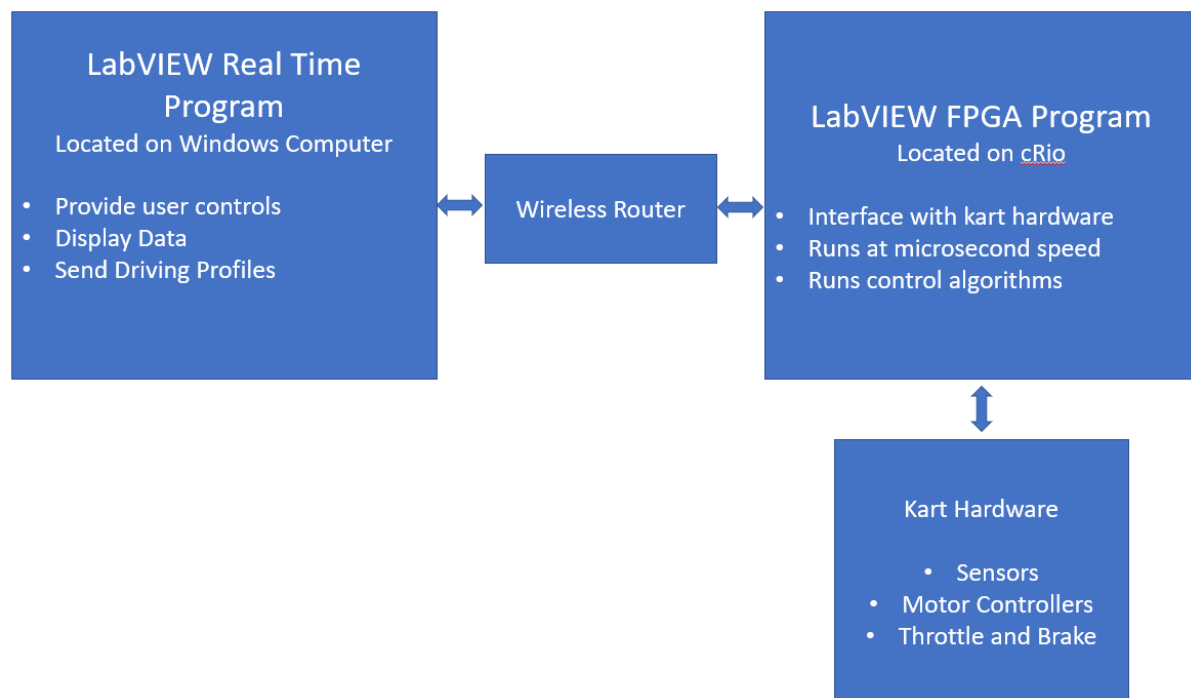 LabVIEW Real Time
Program
Located on Windows Computer
• Provide user controls
• Display Data
• Send Driving Profiles
Wireless Router
LabVIEW FPGA Program
Located on cRio
• Interface with kart hardware
• Runs at microsecond speed
• Runs control algorithms
Kart Hardware
• Sensors
• Motor Controllers
• Throttle and Brake